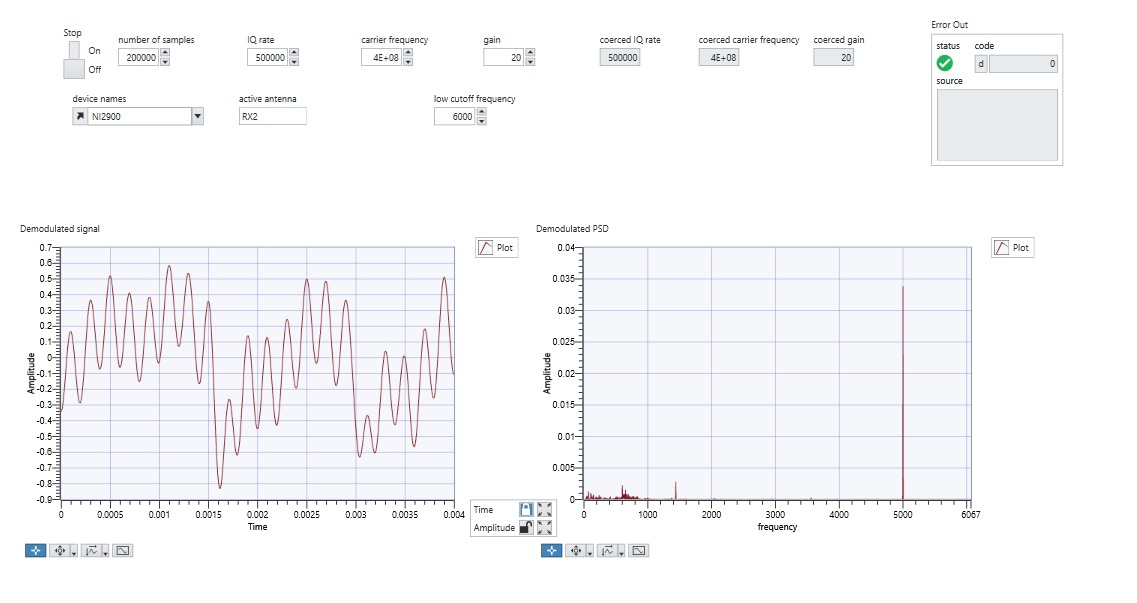 Stop
On
Off
number of samples
200000
IQ rate
500000
carrier frequency
4E+08
gain
20
coerced IQ rate
500000
coerced carrier frequency
4E+08
coerced gain
20
Error Out
status code
d 0
source
device names
NI2900
active antenna
RX2
low cutoff frequency
6000
Demodulated signal
Plot
Amplitude
0.7
0.6
0.5
0.4
0.3
0.2
0.1
0
-0.1
-0.2
-0.3
-0.4
-0.5
-0.6
-0.7
-0.8
-0.9
0 0.0005 0.001 0.0015 0.002 0.0025 0.003 0.0035 0.004
Time
Time
Amplitude
Demodulated PSD
Plot
Amplitude
0.04
0.035
0.03
0.025
0.02
0.015
0.01
0.005
0
0 1000 2000 3000 4000 5000 6067
frequency